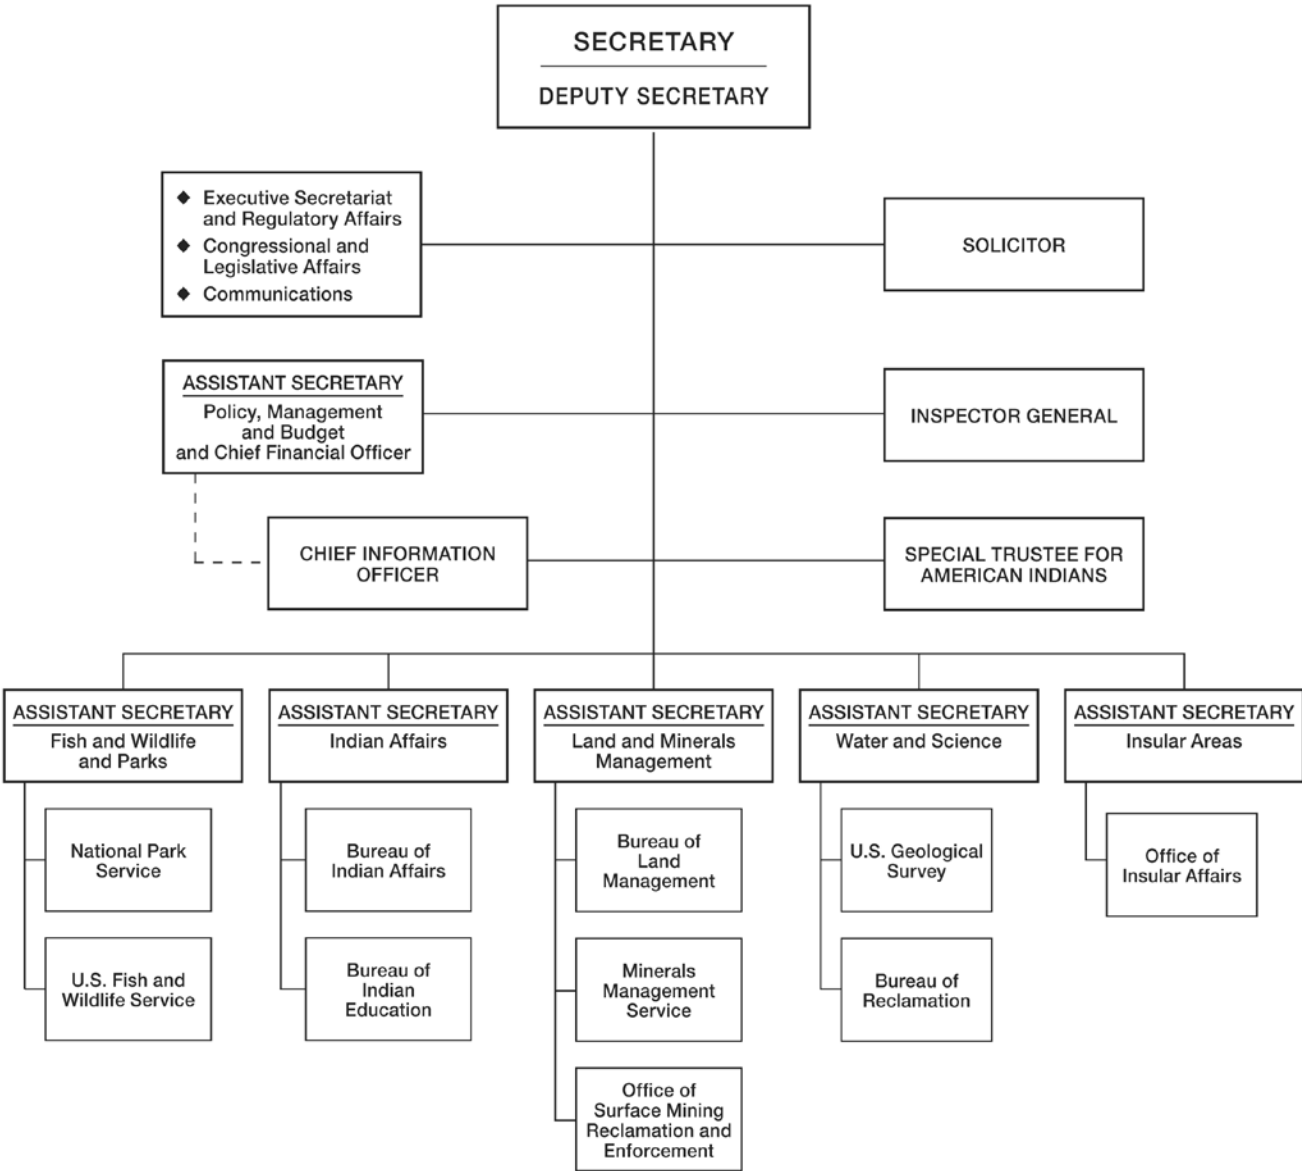 SECRETARY
DEPUTY SECRETARY
◆ Executive Secretariat
and Regulatory Affairs
◆ Congressional and
Legislative Affairs
◆ Communications
SOLICITOR
ASSISTANT SECRETARY
Policy, Management
and Budget
and Chief Financial Officer
INSPECTOR GENERAL
CHIEF INFORMATION
OFFICER
SPECIAL TRUSTEE FOR
AMERICAN INDIANS
ASSISTANT SECRETARY
Fish and Wildlife
and Parks
National Park
Service
U.S. Fish and
Wildlife Service
ASSISTANT SECRETARY
Indian Affairs
Bureau of
Indian Affairs
Bureau of
Indian
Education
ASSISTANT SECRETARY
Land and Minerals
Management
Bureau of
Land
Management
Minerals
Management
Service
Office of
Surface Mining
Reclamation and
Enforcement
ASSISTANT SECRETARY
Water and Science
U.S. Geological
Survey
Bureau of
Reclamation
ASSISTANT SECRETARY
Insular Areas
Office of
Insular Affairs